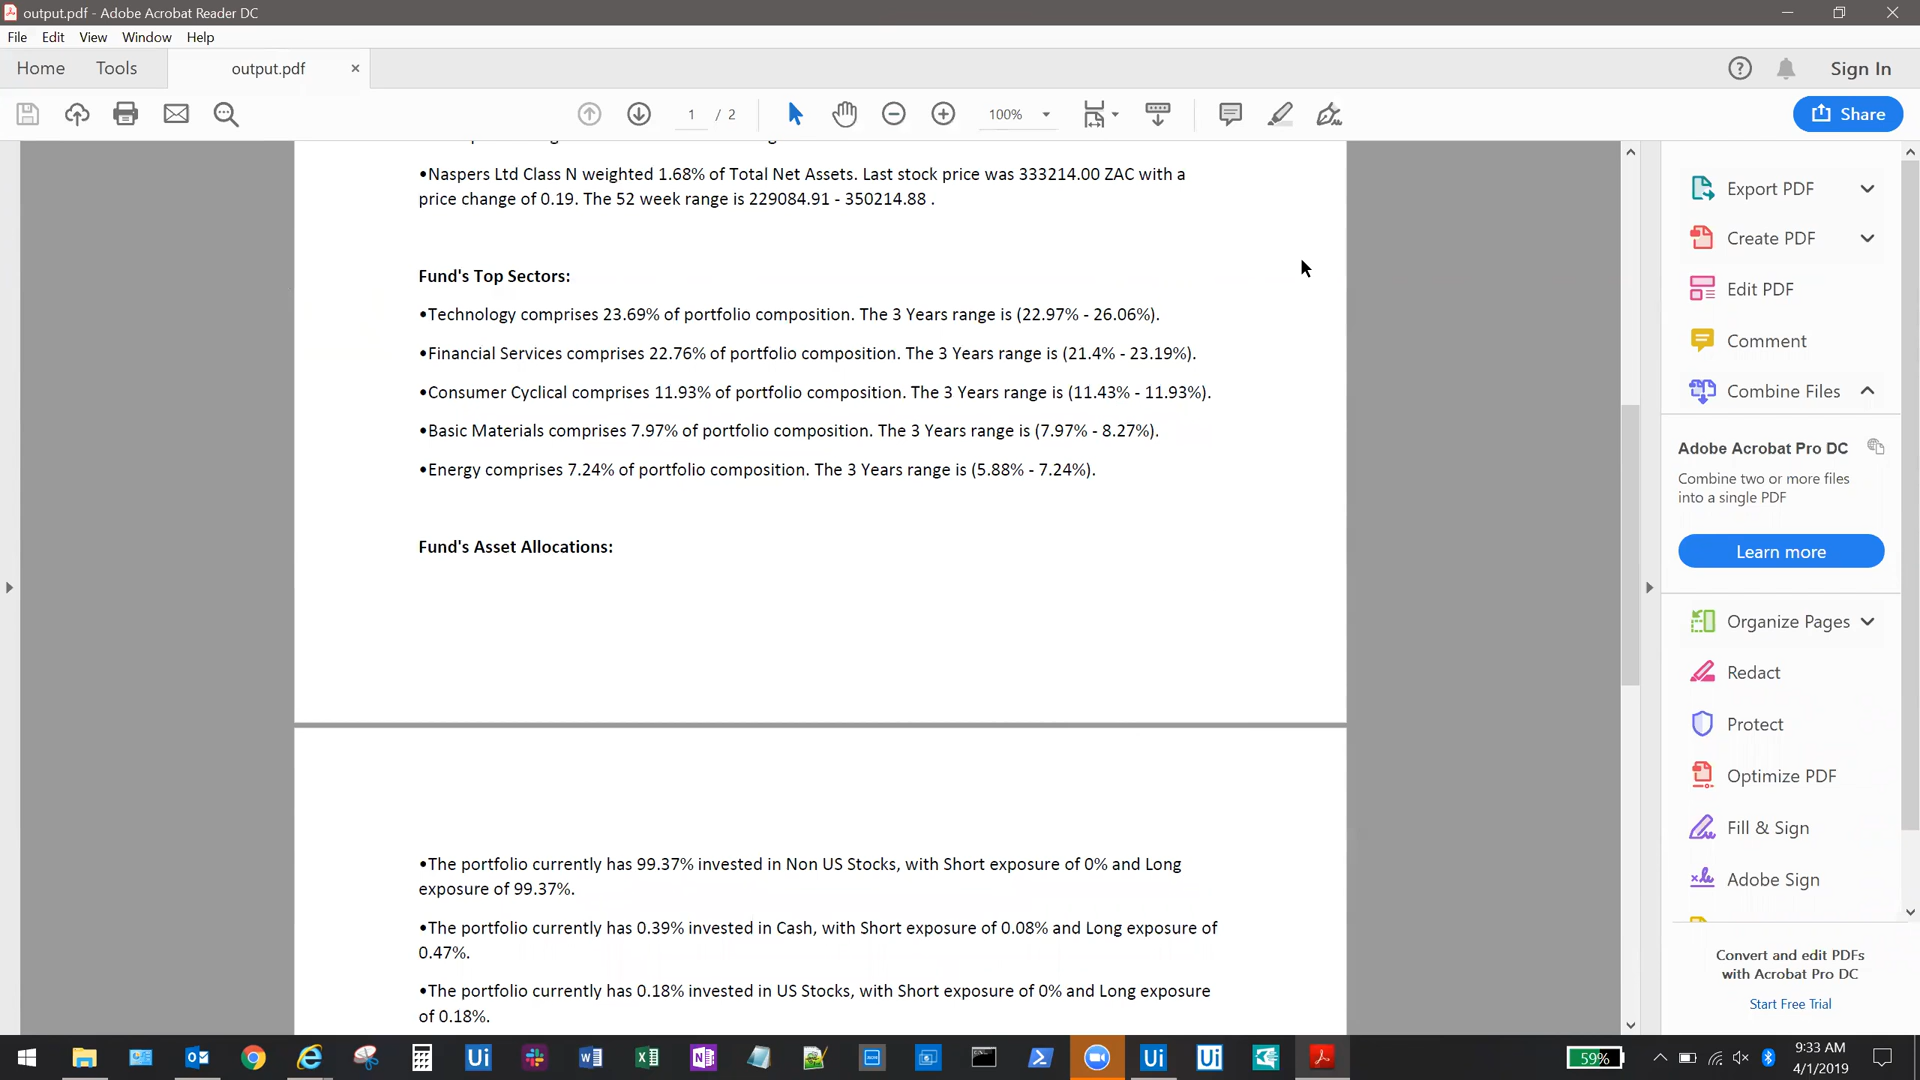 output.pdf - Adobe Acrobat Reader DC
File Edit View Window Help
Home Tools output.pdf × Sign In
1 / 2 100% Share
•Naspers Ltd Class N weighted 1.68% of Total Net Assets. Last stock price was 333214.00 ZAC with a
price change of 0.19. The 52 week range is 229084.91 - 350214.88 .
Fund's Top Sectors:
•Technology comprises 23.69% of portfolio composition. The 3 Years range is (22.97% - 26.06%).
•Financial Services comprises 22.76% of portfolio composition. The 3 Years range is (21.4% - 23.19%).
•Consumer Cyclical comprises 11.93% of portfolio composition. The 3 Years range is (11.43% - 11.93%).
•Basic Materials comprises 7.97% of portfolio composition. The 3 Years range is (7.97% - 8.27%).
•Energy comprises 7.24% of portfolio composition. The 3 Years range is (5.88% - 7.24%).
Fund's Asset Allocations:
•The portfolio currently has 99.37% invested in Non US Stocks, with Short exposure of 0% and Long
exposure of 99.37%.
•The portfolio currently has 0.39% invested in Cash, with Short exposure of 0.08% and Long exposure of
0.47%.
•The portfolio currently has 0.18% invested in US Stocks, with Short exposure of 0% and Long exposure
of 0.18%.
Export PDF
Create PDF
Edit PDF
Comment
Combine Files
Adobe Acrobat Pro DC
Combine two or more files
into a single PDF
Learn more
Organize Pages
Redact
Protect
Optimize PDF
Fill & Sign
Adobe Sign
Convert and edit PDFs
with Acrobat Pro DC
Start Free Trial
Ui Ui Ui
59%
9:33 AM
4/1/2019